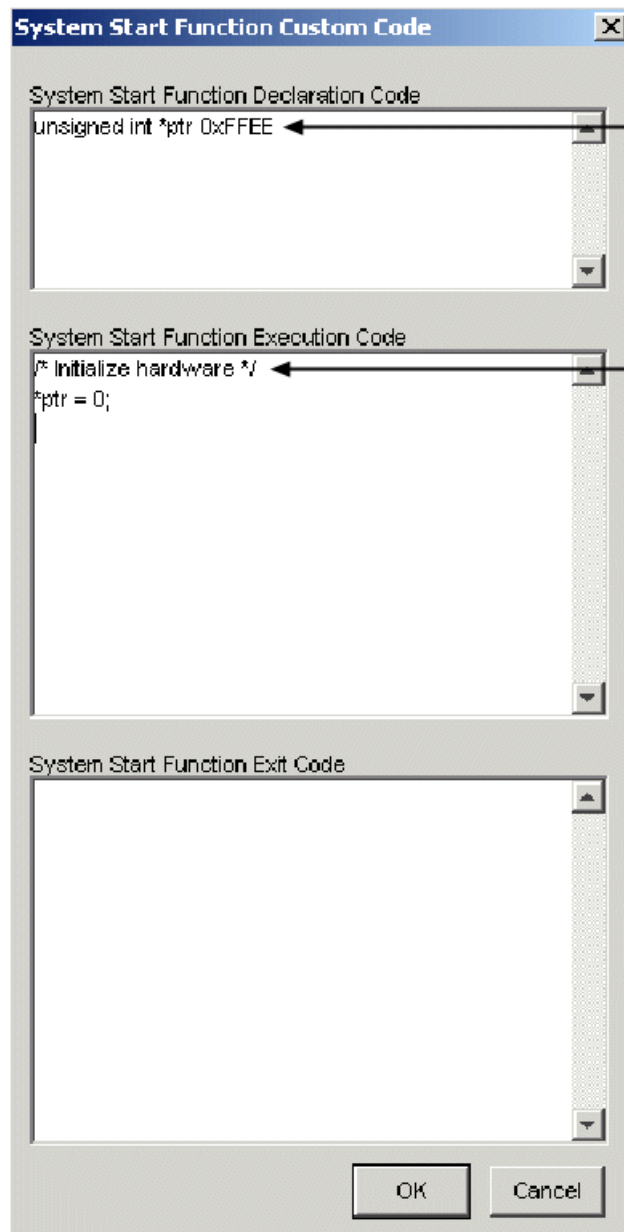 System Start Function Custom Code
System Start Function Declaration Code
unsigned int *ptr 0xFFEE
System Start Function Execution Code
/* Initialize hardware */
*ptr = 0;
System Start Function Exit Code
OK
Cancel